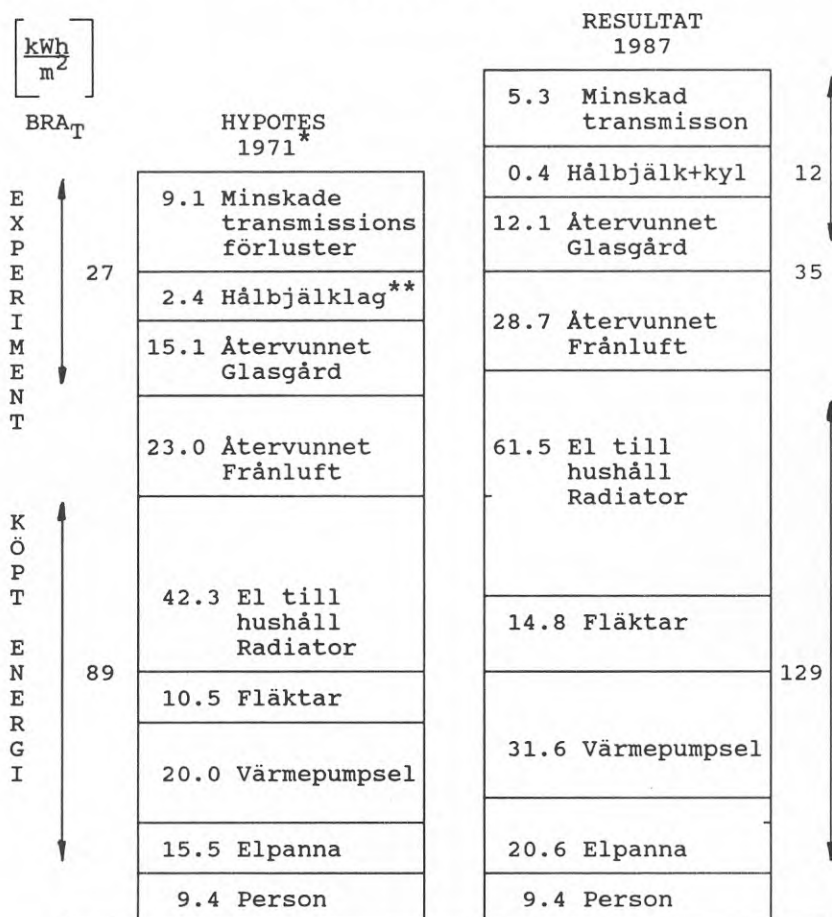 kWh
m2
BRAT
HYPOTES
1971*
EXPERIMENT
27
9.1 Minskade
transmissions
förluster
2.4 Hålbjälklag**
15.1 Återvunnet
Glasgård
23.0 Återvunnet
Frånluft
KÖPT ENERGI
89
42.3 El till
hushåll
Radiator
10.5 Fläktar
20.0 Värmepumpsel
15.5 Elpanna
9.4 Person
RESULTAT
1987
5.3 Minskad
transmisson
0.4 Hålbjälk+kyl
12.1 Återvunnet
Glasgård
12
35
28.7 Återvunnet
Frånluft
61.5 El till
hushåll
Radiator
14.8 Fläktar
129
31.6 Värmepumpsel
20.6 Elpanna
9.4 Person